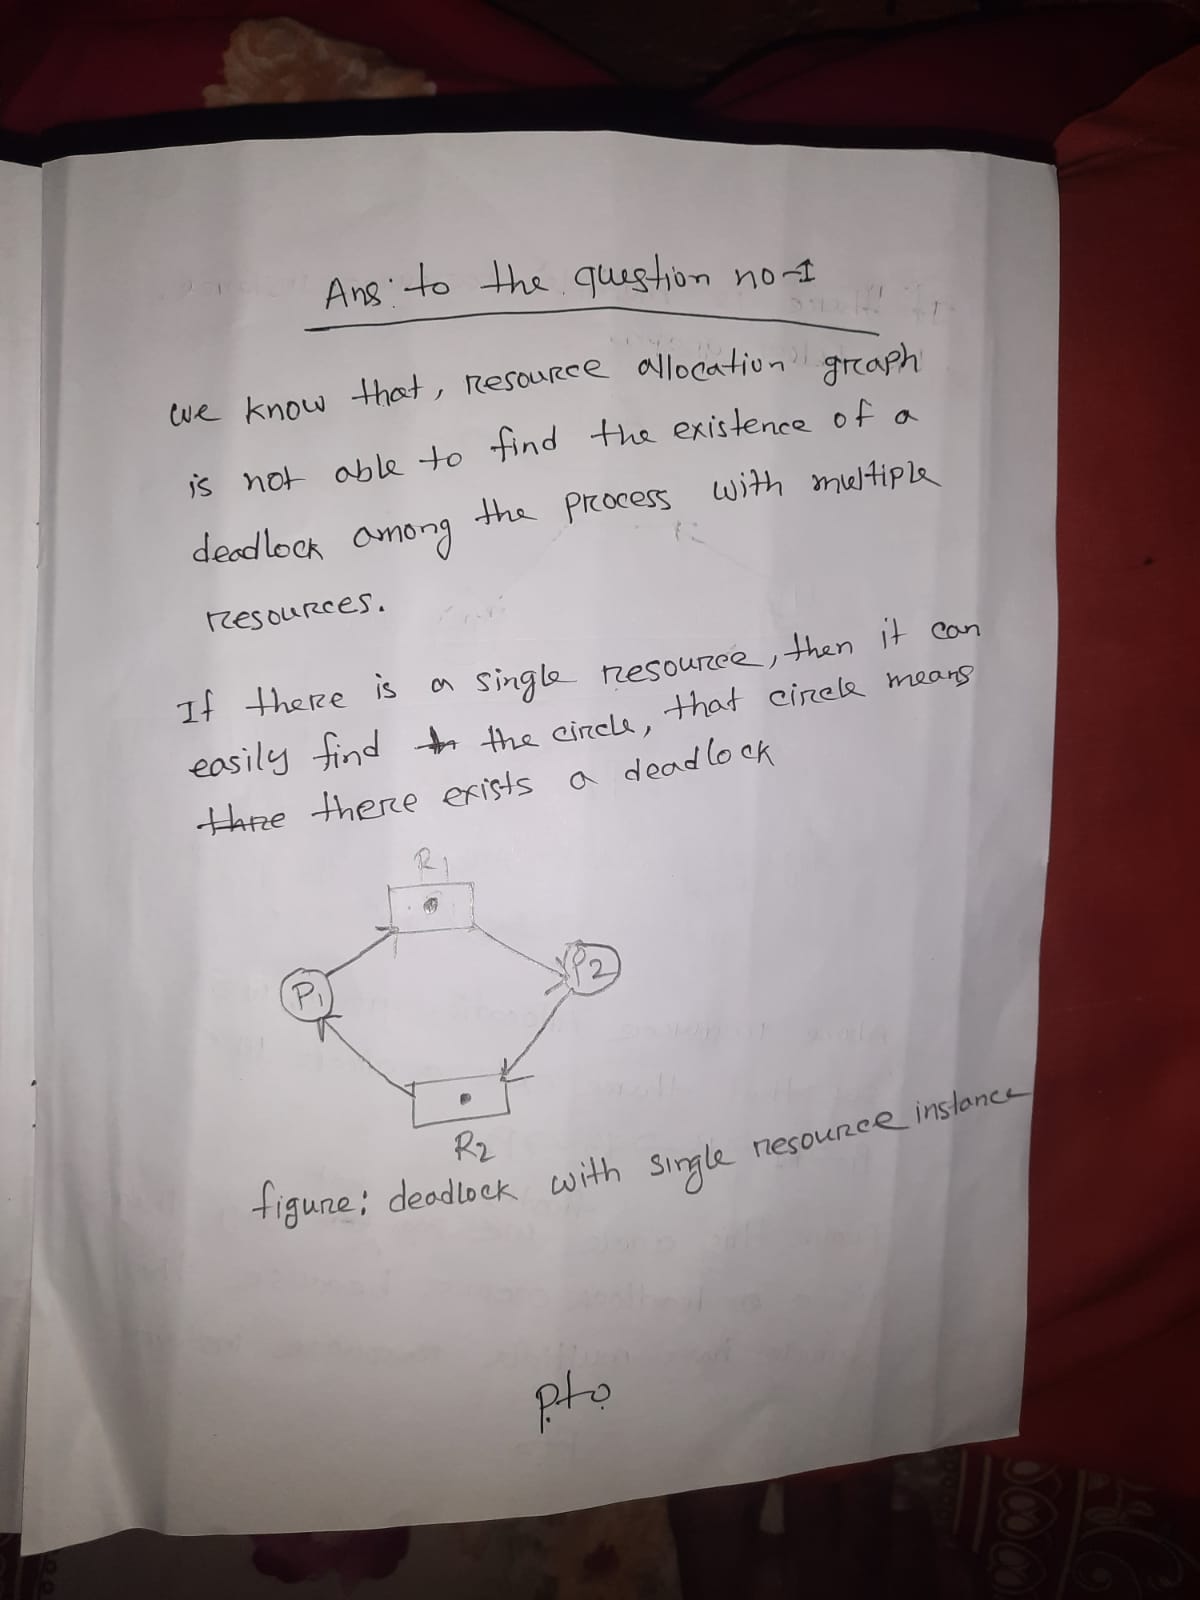 Ans: to the question no-1
we know that, resource allocation graph
is not able to find the existence of a
deadlock among the process with multiple
resources.
If there is a single resource, then it can
easily find the circle, that circle means
there exists a deadlock
R1
P1
P2
R2
figure: deadlock with single resource instance
p.t.o